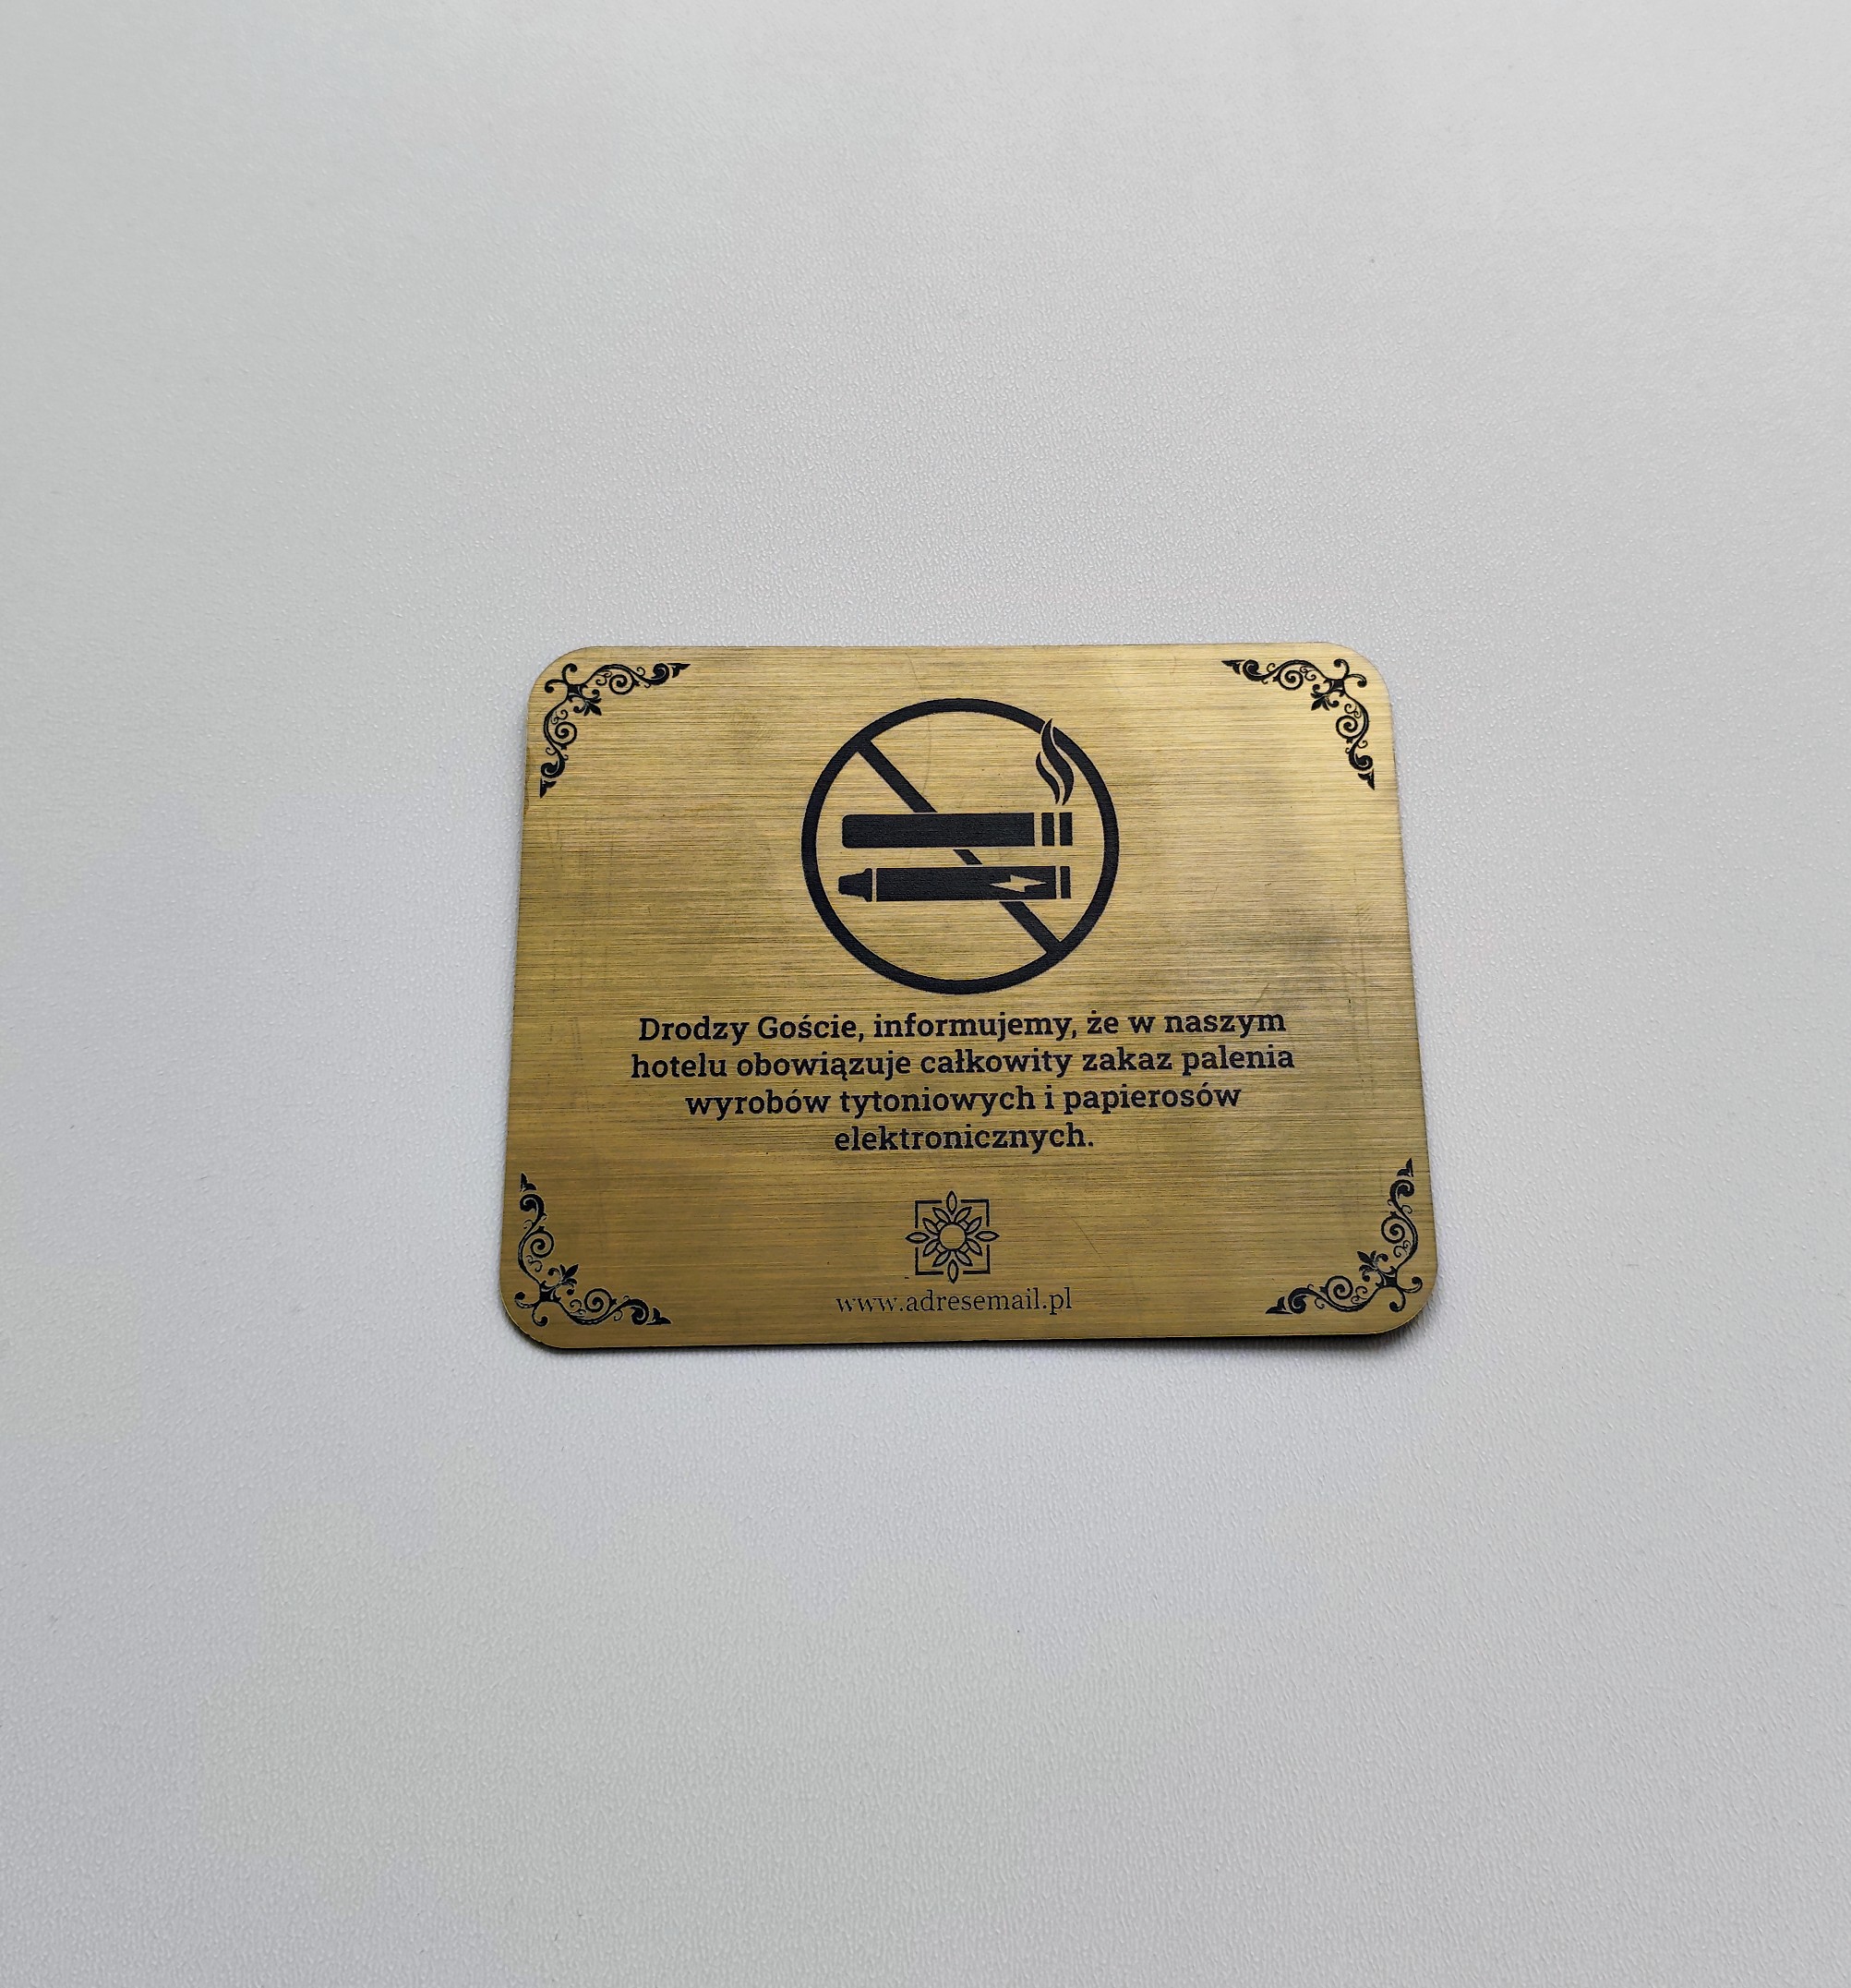 Drodzy Goście, informujemy, że w naszym
hotelu obowiązuje całkowity zakaz palenia
wyrobów tytoniowych i papierosów
elektronicznych.
www.adresemail.pl